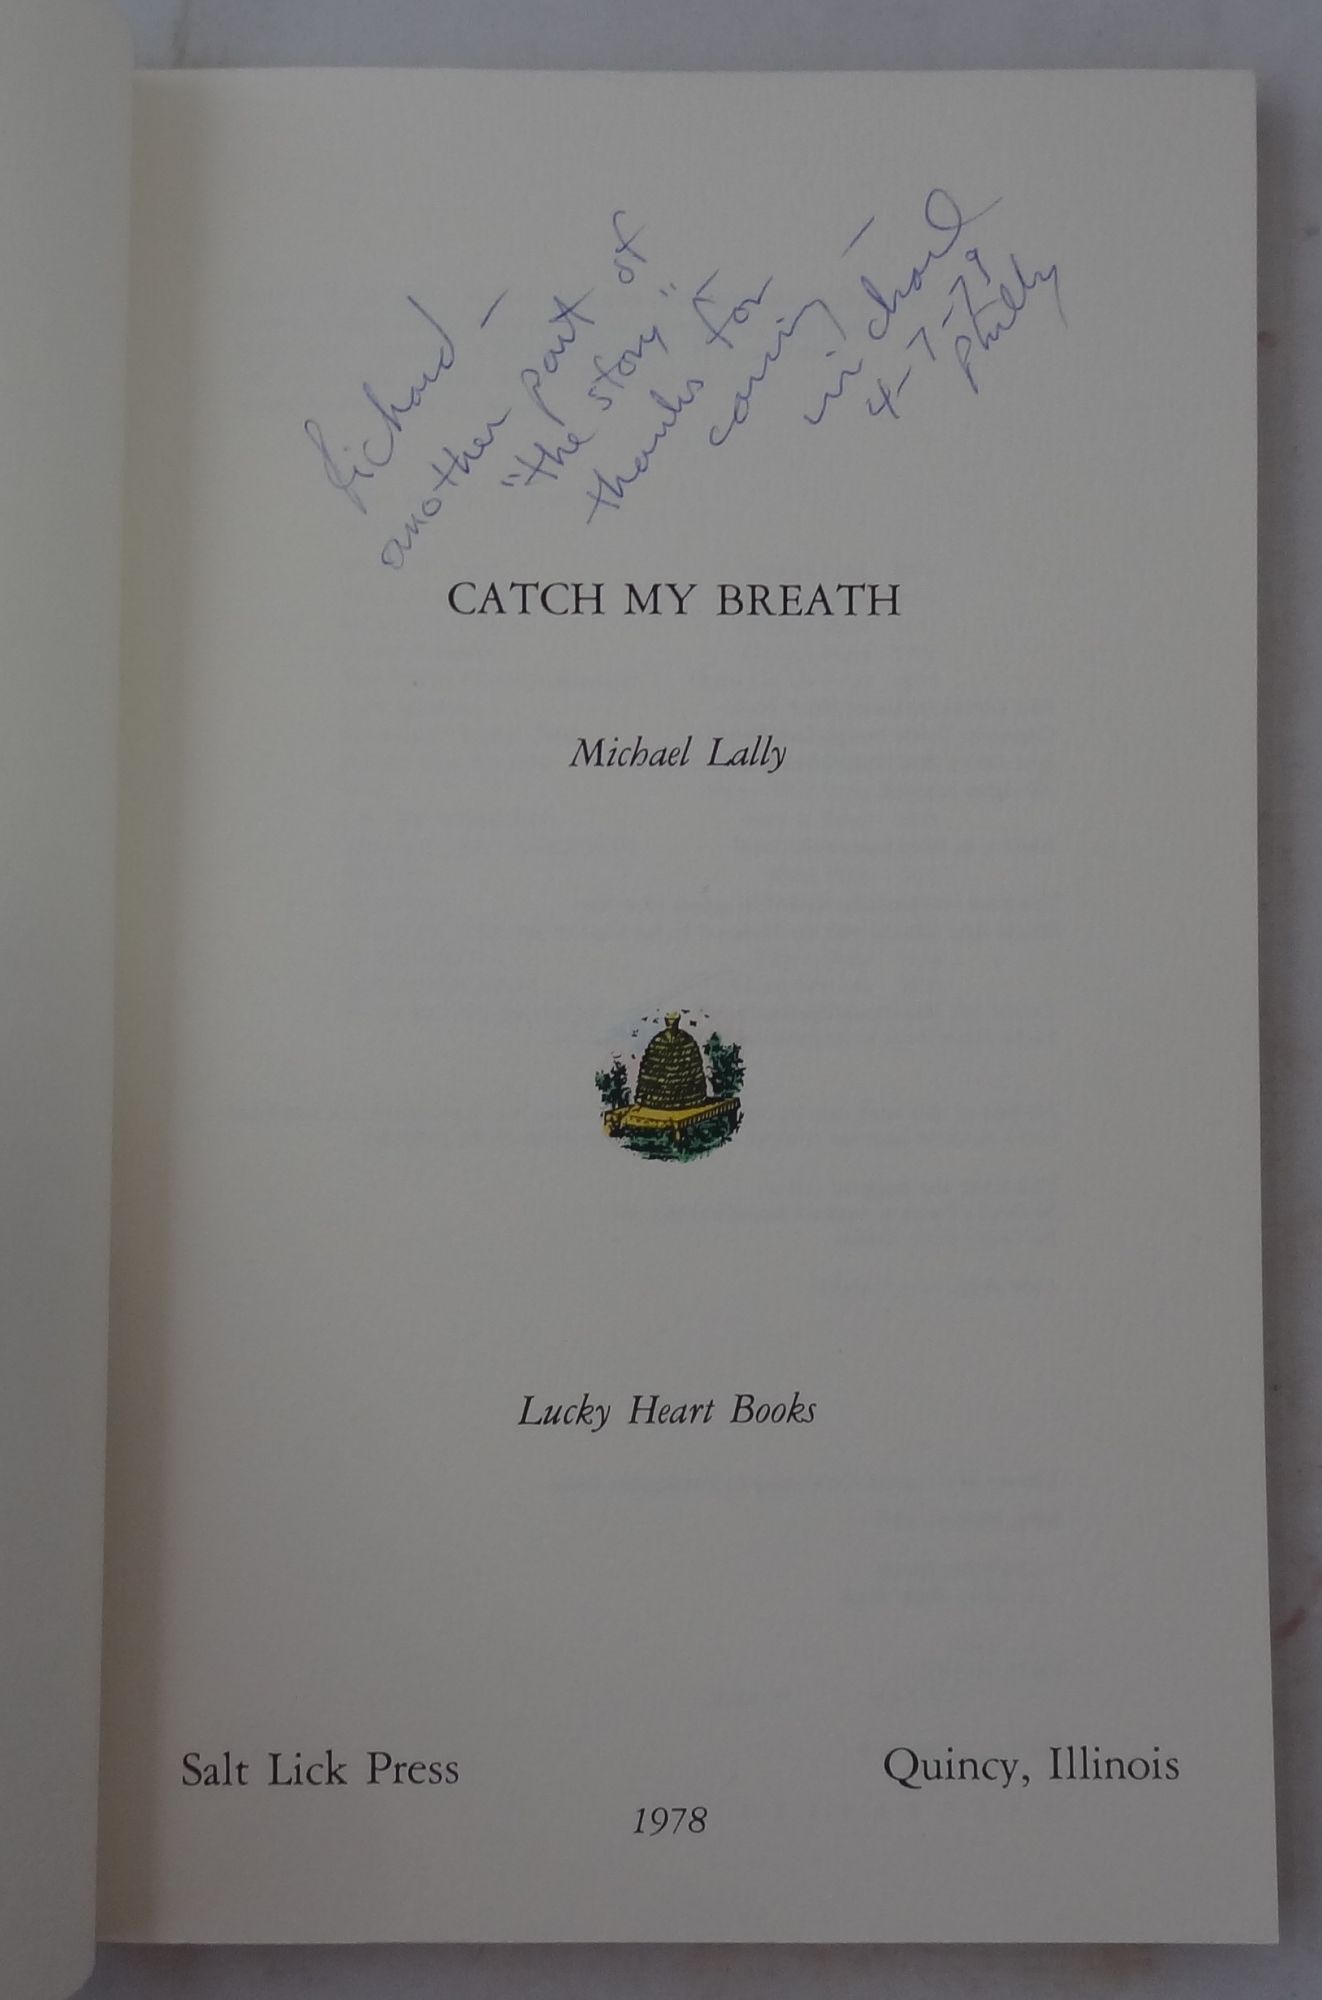 Richard —
another part of
"the story" —
thanks for
caring —
michael
4-7-79
philly
CATCH MY BREATH
Michael Lally
Lucky Heart Books
Salt Lick Press
Quincy, Illinois
1978